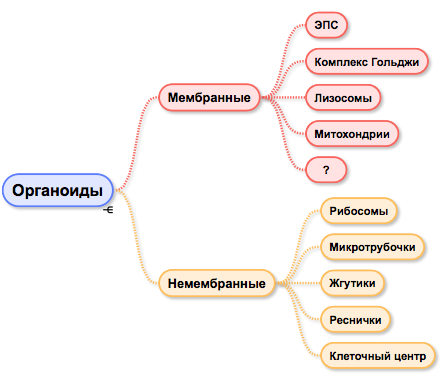 ЭПС
Комплекс Гольджи
Мембранные
Лизосомы
Митохондрии
?
Органоиды
Рибосомы
Микротрубочки
Немембранные
Жгутики
Реснички
Клеточный центр